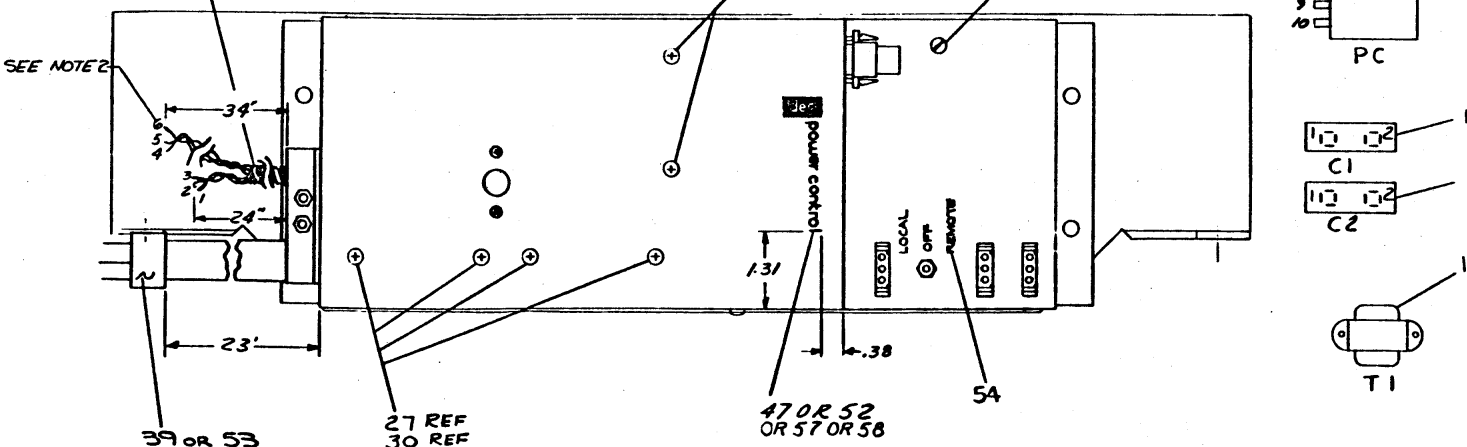 9
10
PC
SEE NOTE 2
34"
6
5
4
3
2
1
24"
dec
power control
LOCAL
OFF
REMOTE
1 2
C1
1 2
C2
1.31
23'
.38
T1
54
27 REF
30 REF
39 OR 53
47 OR 52
OR 57 OR 58